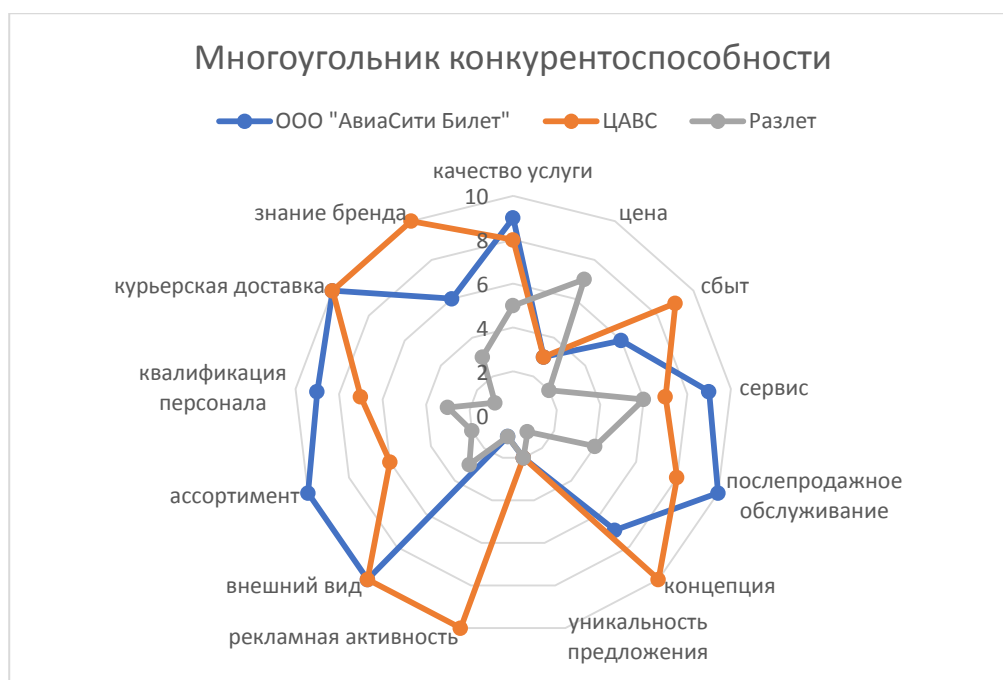 Многоугольник конкурентоспособности
ООО "АвиаСити Билет" ЦАВС Разлет
качество услуги
цена
сбыт
сервис
послепродажное
обслуживание
концепция
уникальность
предложения
рекламная активность
внешний вид
ассортимент
квалификация
персонала
курьерская доставка
знание бренда
10
8
6
4
2
0